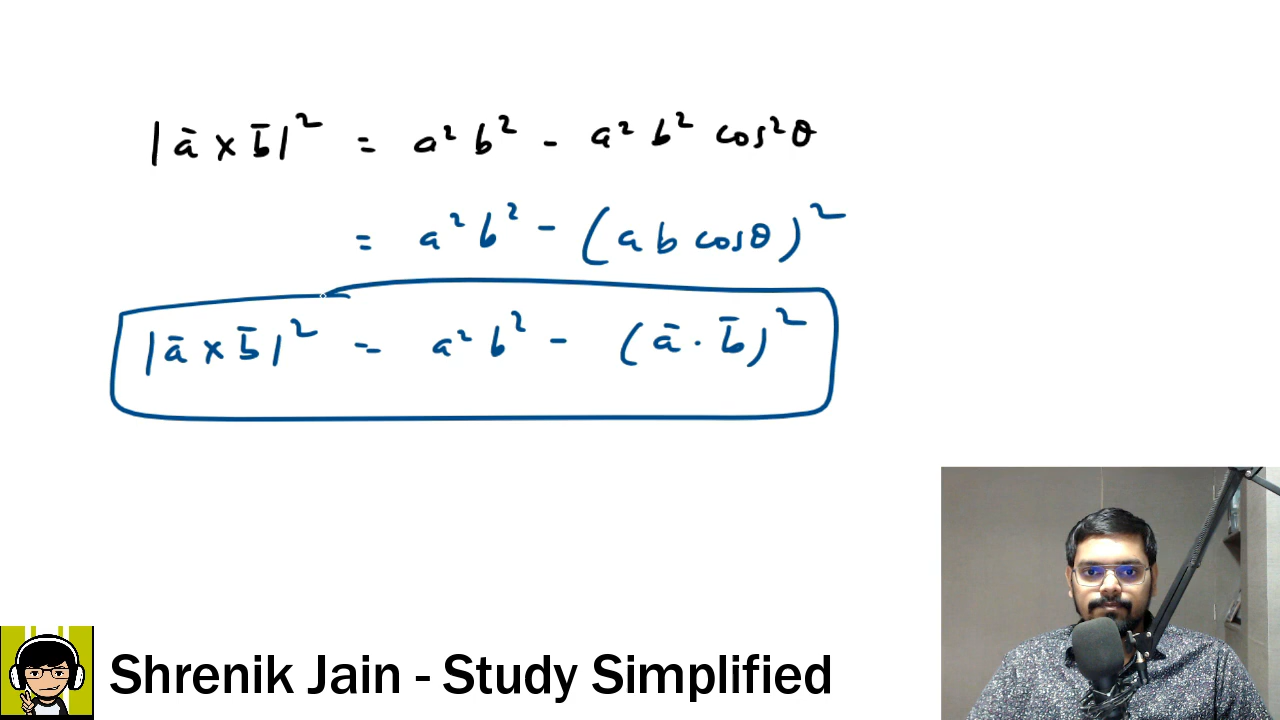 |ā × b̄|² = a²b² - a²b² cos²θ
= a²b² - (ab cosθ)²
|ā × b̄|² = a²b² - (ā · b̄)²
Shrenik Jain - Study Simplified